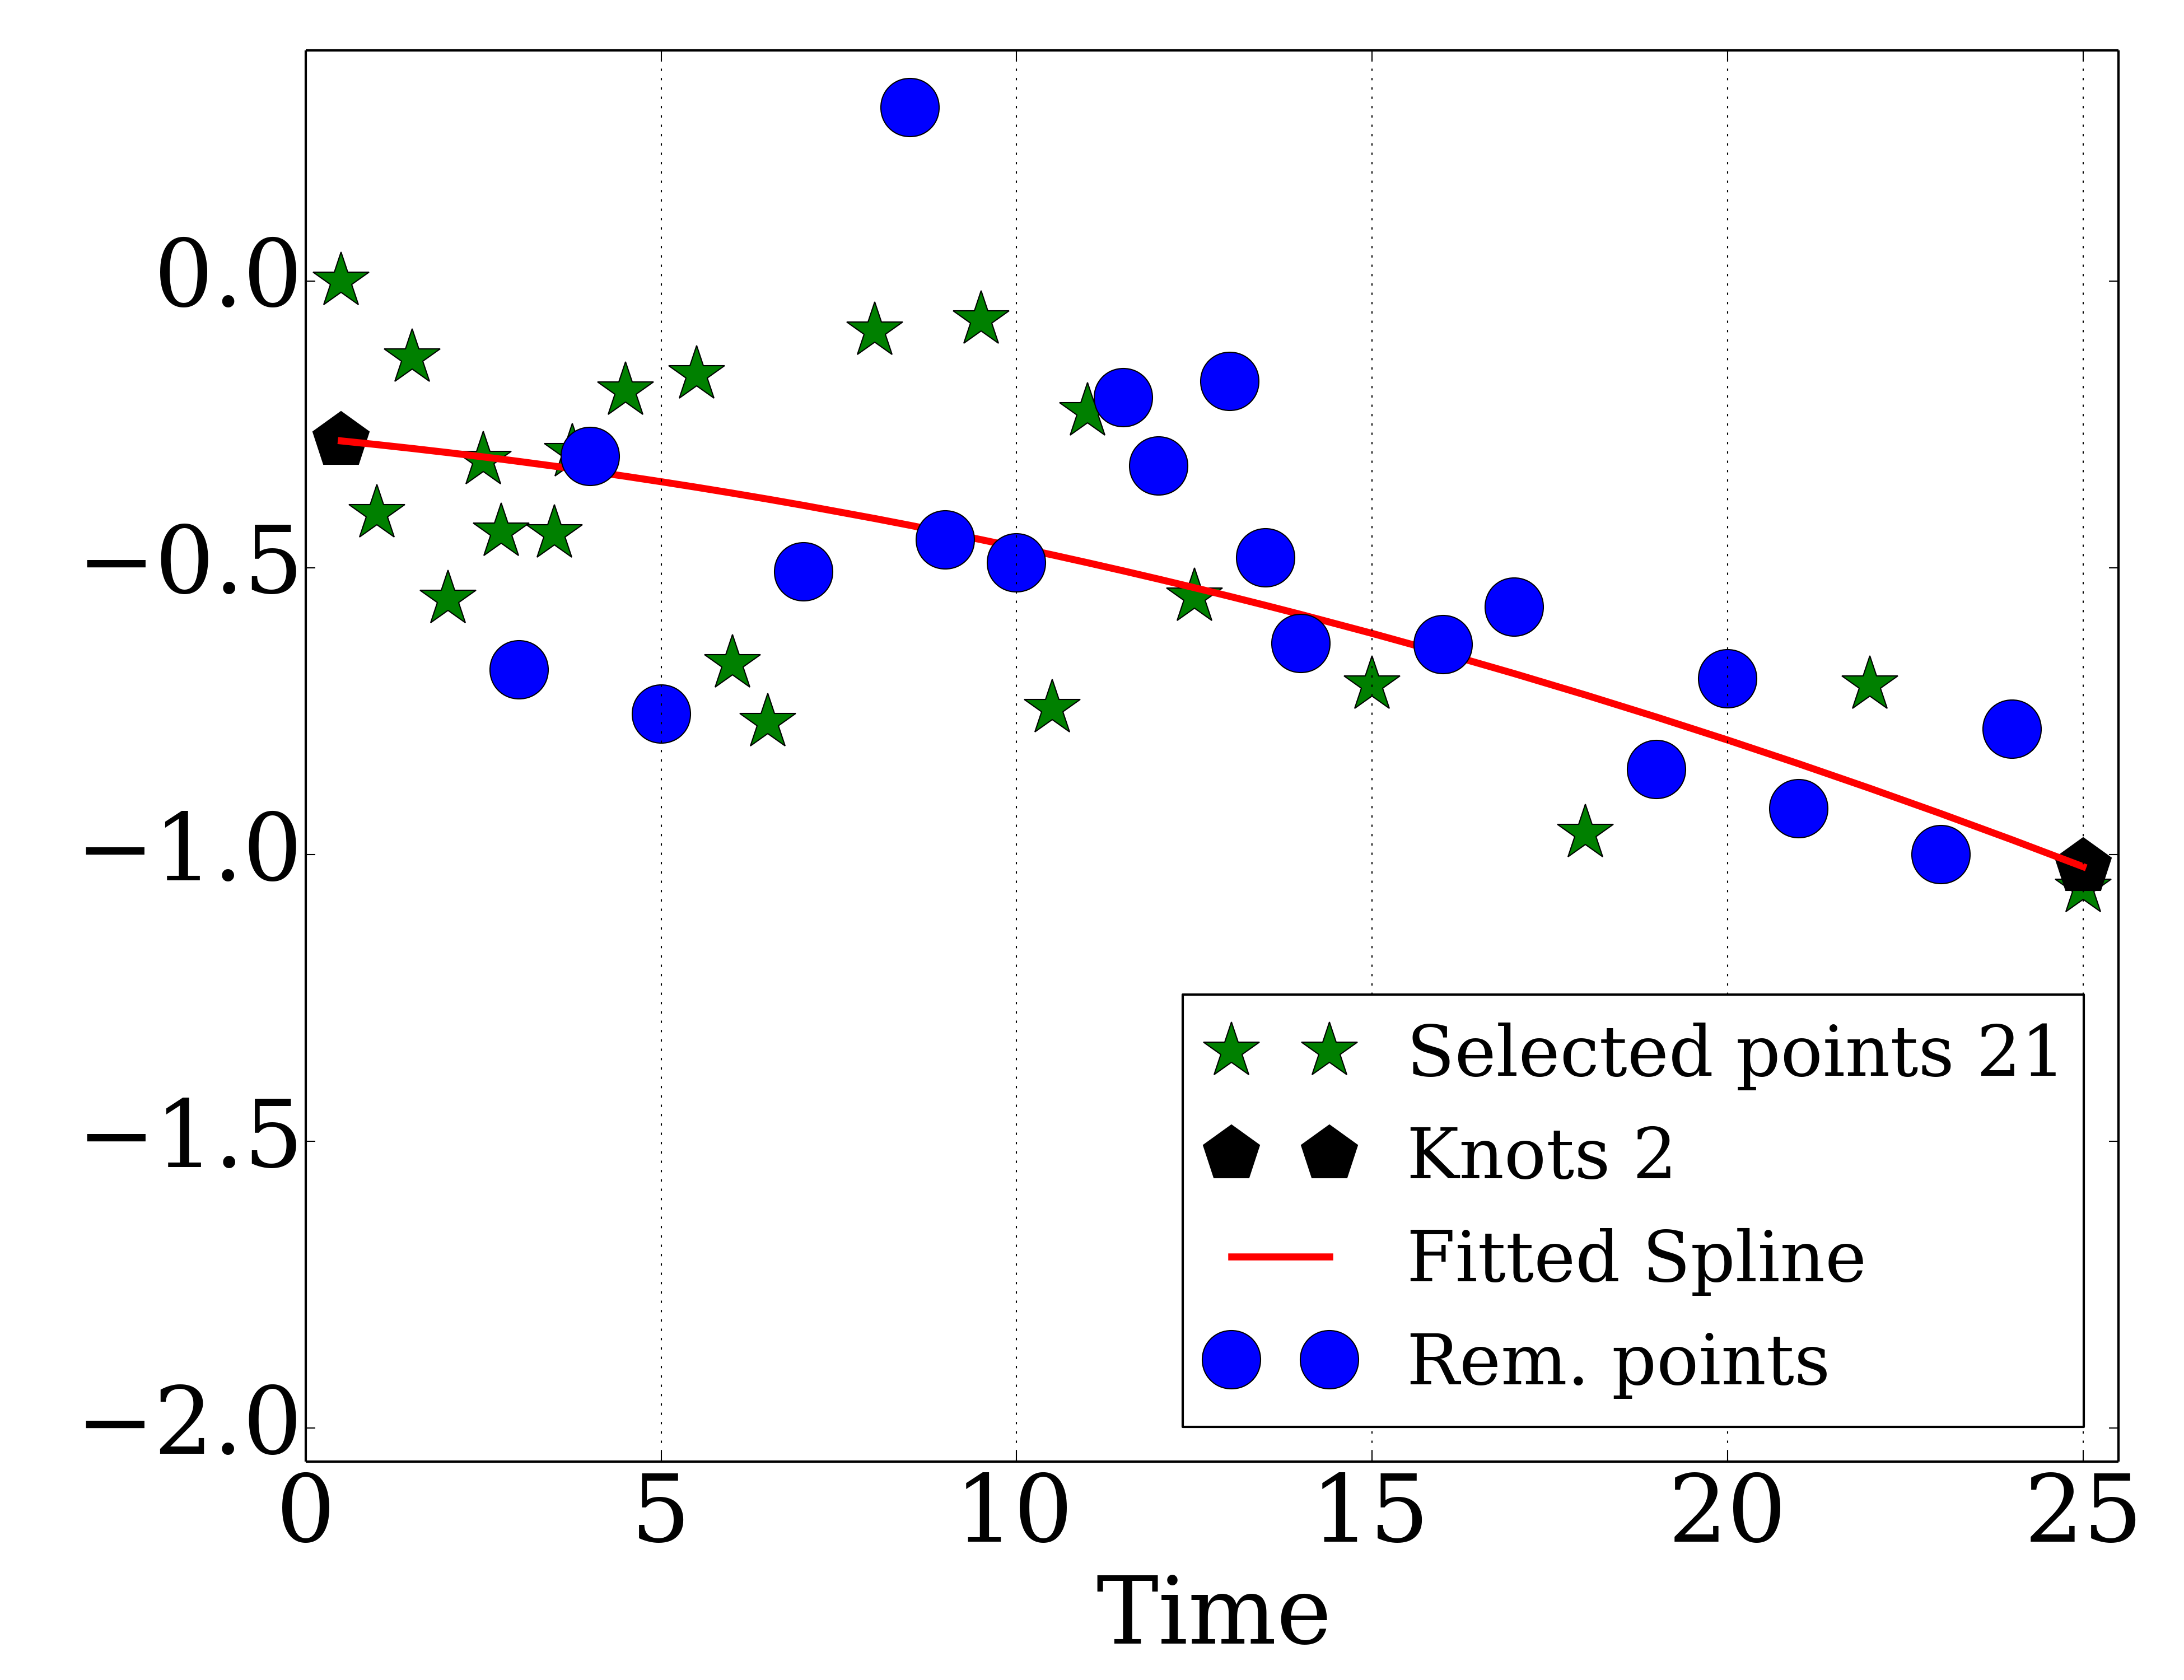 0.0
−0.5
−1.0
−1.5
−2.0
Selected points 21
Knots 2
Fitted Spline
Rem. points
0 5 10 15 20 25
Time